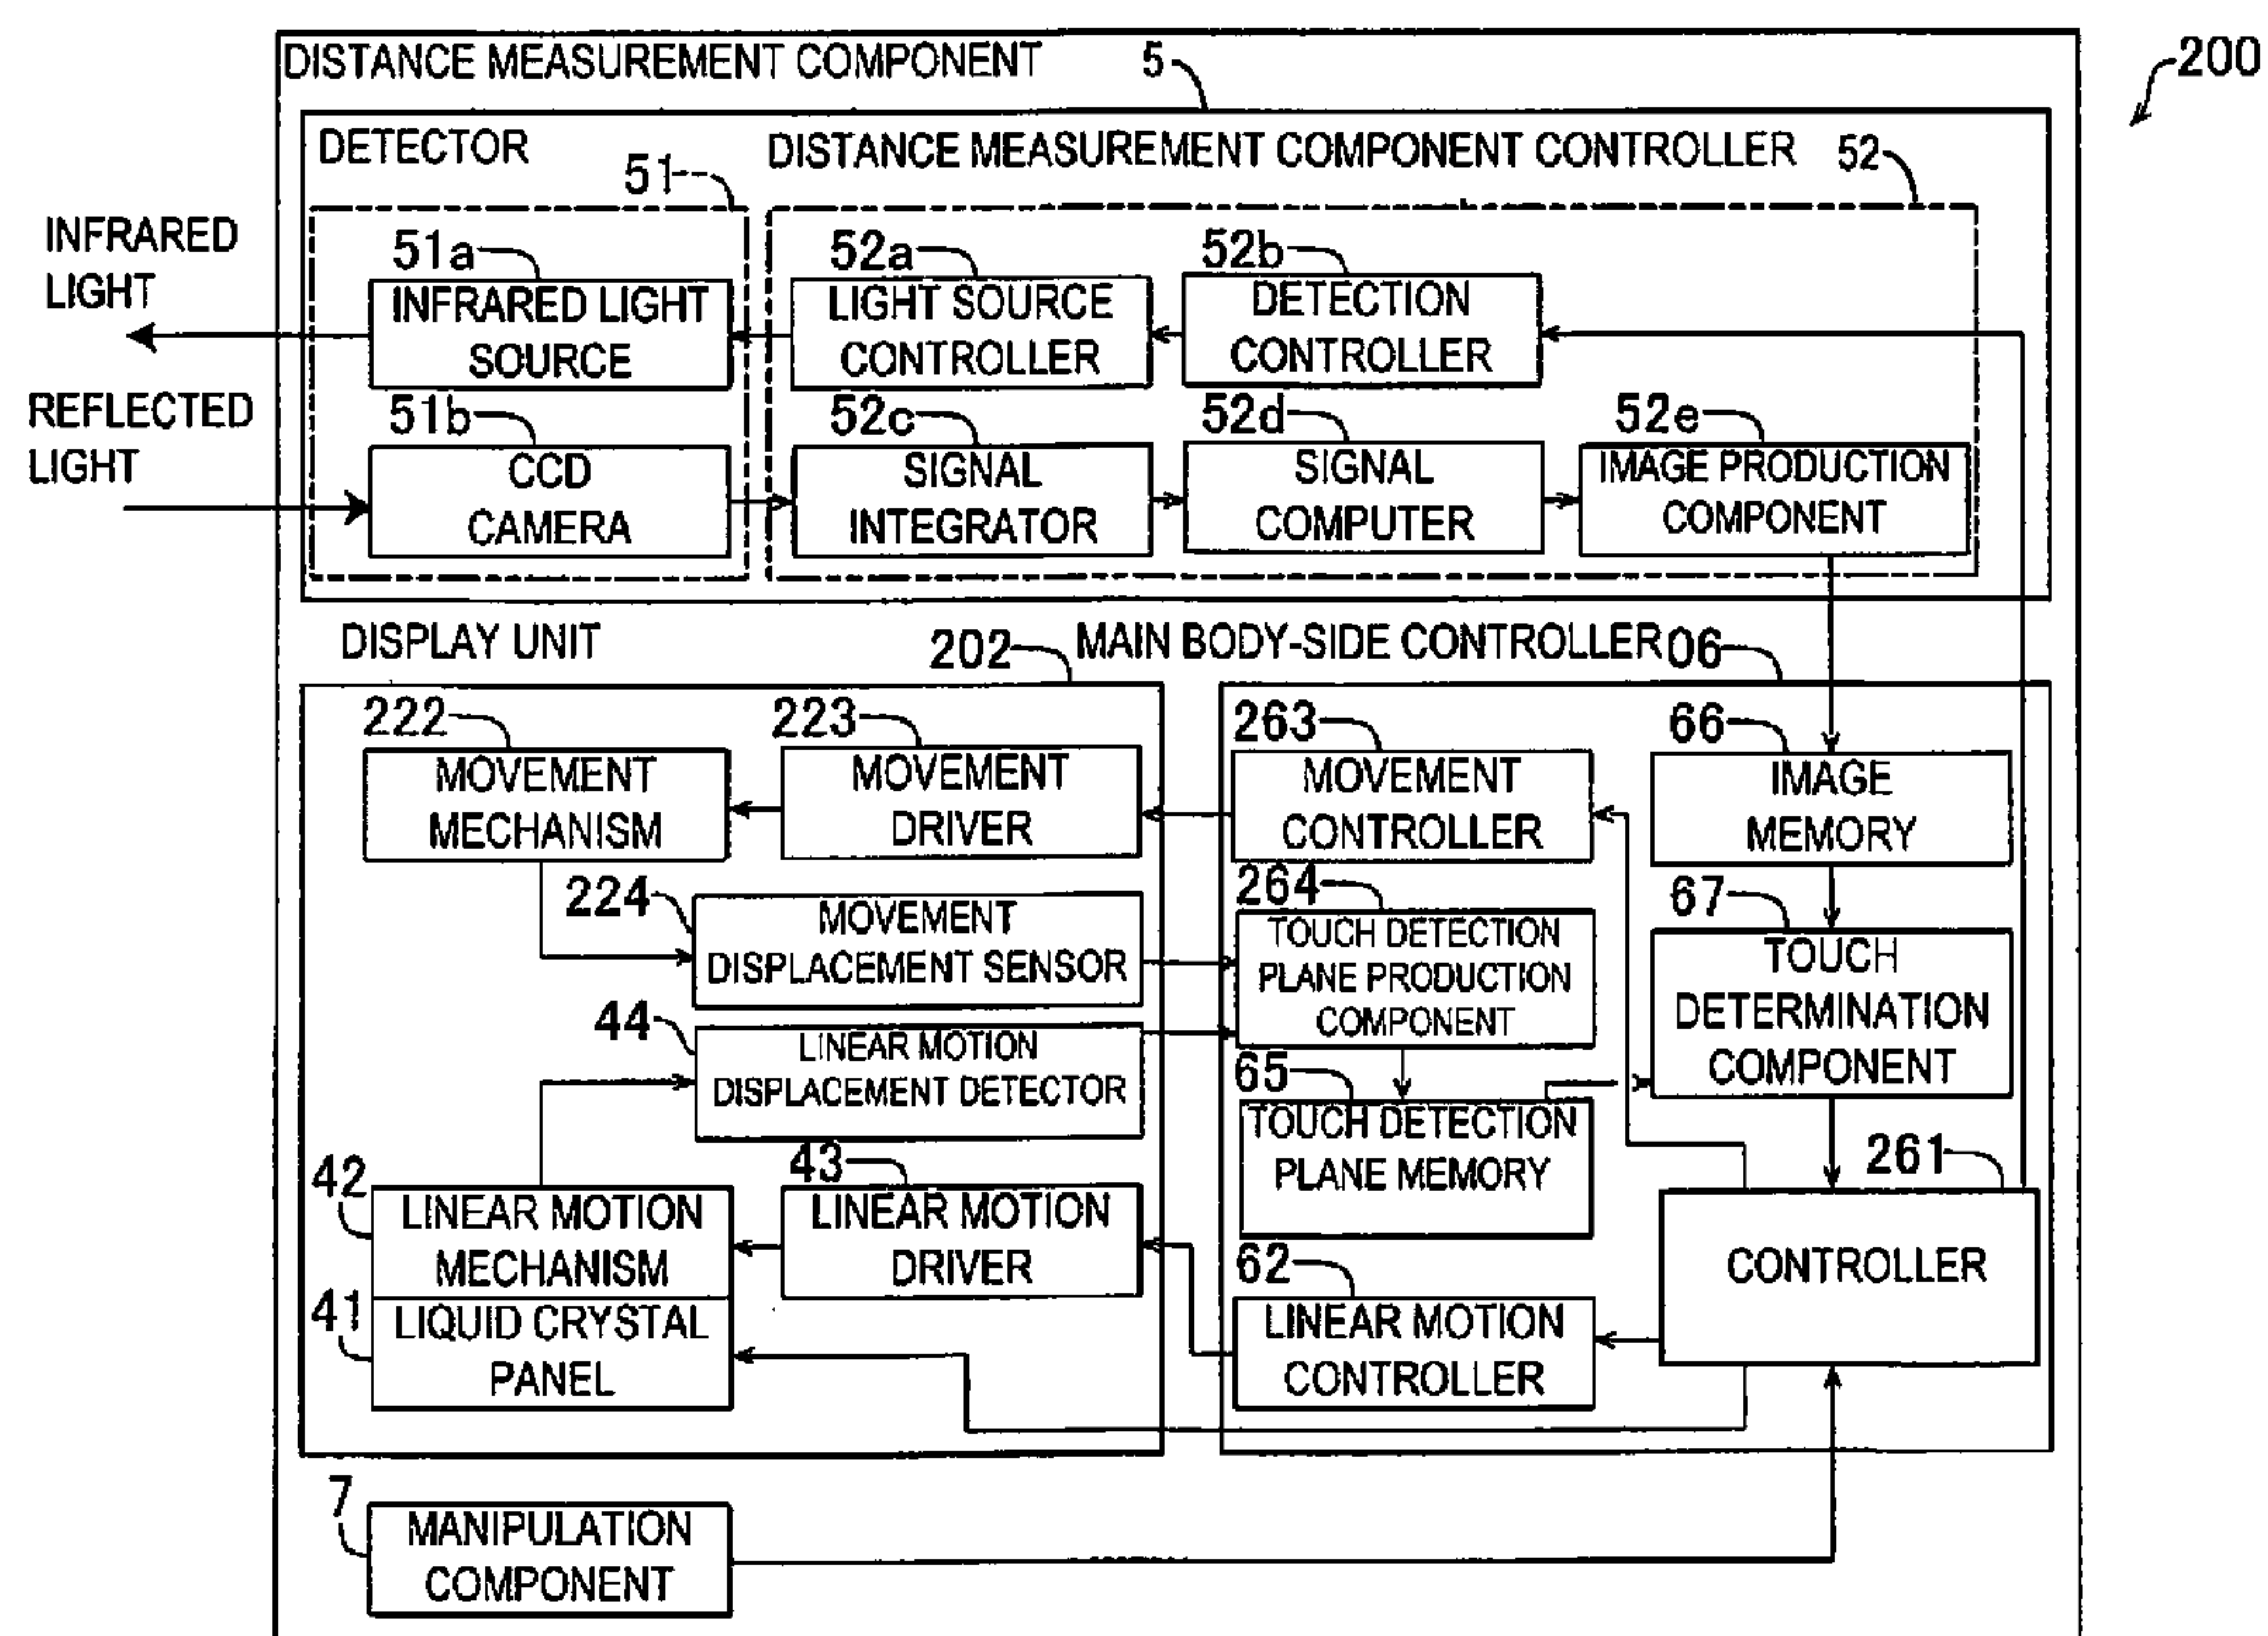 DISTANCE MEASUREMENT COMPONENT
5
200
DETECTOR
DISTANCE MEASUREMENT COMPONENT CONTROLLER
51
52
INFRARED
LIGHT
51a
INFRARED LIGHT
SOURCE
52a
LIGHT SOURCE
CONTROLLER
52b
DETECTION
CONTROLLER
REFLECTED
LIGHT
51b
CCD
CAMERA
52c
SIGNAL
INTEGRATOR
52d
SIGNAL
COMPUTER
52e
IMAGE PRODUCTION
COMPONENT
DISPLAY UNIT
202
MAIN BODY-SIDE CONTROLLER
06
222
MOVEMENT
MECHANISM
223
MOVEMENT
DRIVER
263
MOVEMENT
CONTROLLER
66
IMAGE
MEMORY
224
MOVEMENT
DISPLACEMENT SENSOR
264
TOUCH DETECTION
PLANE PRODUCTION
COMPONENT
67
TOUCH
DETERMINATION
COMPONENT
44
LINEAR MOTION
DISPLACEMENT DETECTOR
65
TOUCH DETECTION
PLANE MEMORY
42
LINEAR MOTION
MECHANISM
43
LINEAR MOTION
DRIVER
261
CONTROLLER
41
LIQUID CRYSTAL
PANEL
62
LINEAR MOTION
CONTROLLER
7
MANIPULATION
COMPONENT